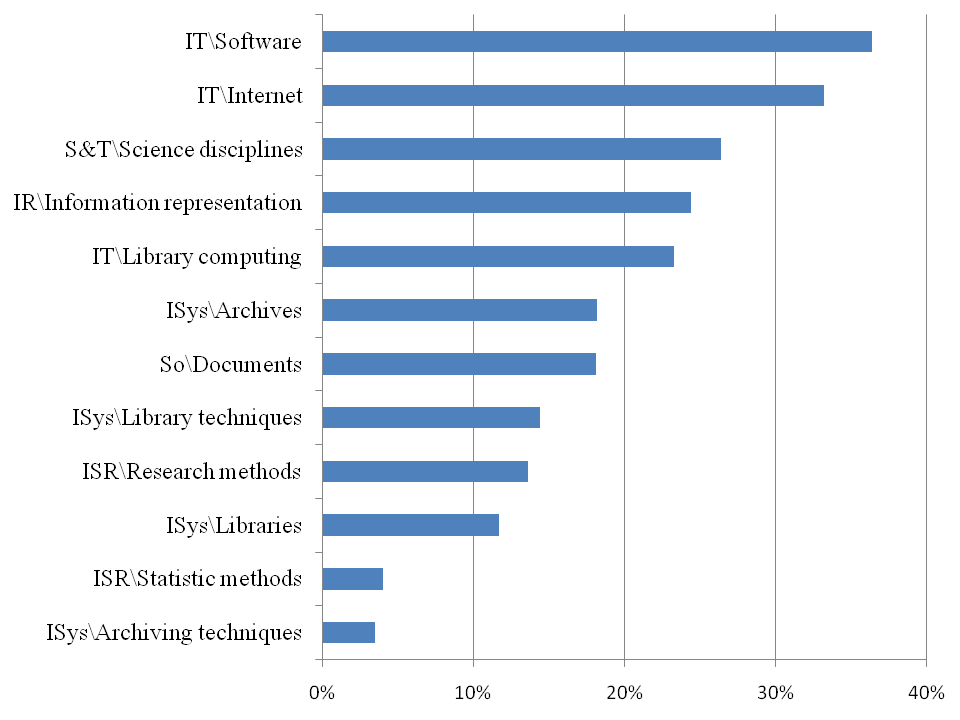 IT\Software
IT\Internet
S&T\Science disciplines
IR\Information representation
IT\Library computing
ISys\Archives
So\Documents
ISys\Library techniques
ISR\Research methods
ISys\Libraries
ISR\Statistic methods
ISys\Archiving techniques
0% 10% 20% 30% 40%